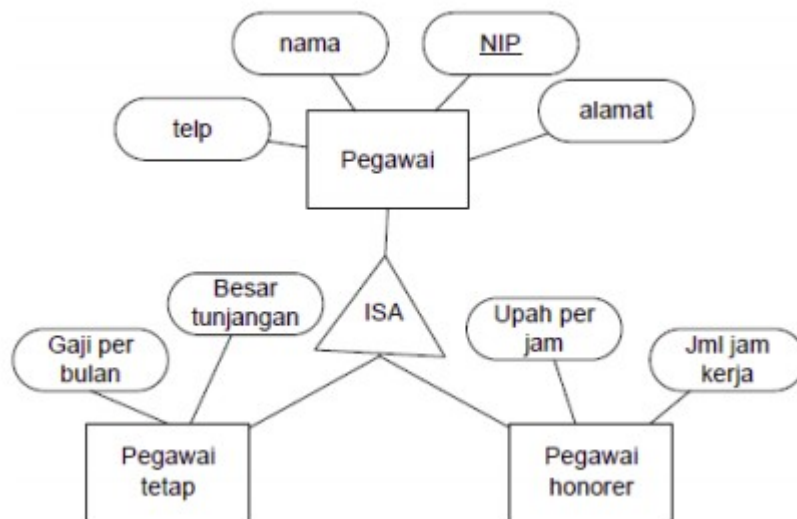 nama
NIP
telp
alamat
Pegawai
Besar
tunjangan
ISA
Upah per
jam
Gaji per
bulan
Jml jam
kerja
Pegawai
tetap
Pegawai
honorer